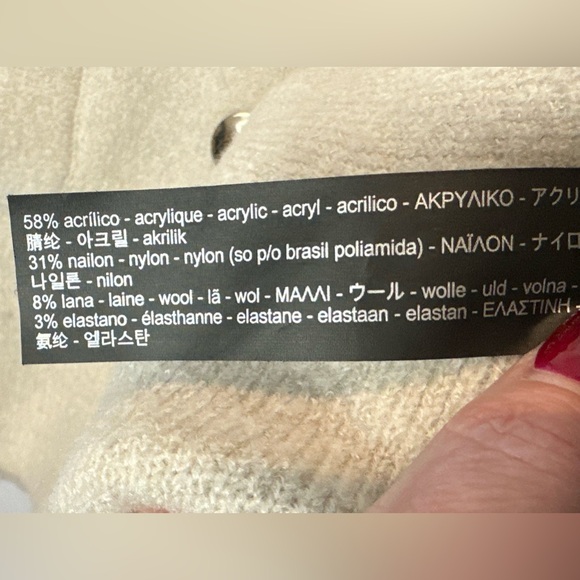 58% acrílico - acrylique - acrylic - acryl - acrilico - ΑΚΡΥΛΙΚΟ - アクリ
腈纶 - 아크릴 - akrilik
31% nailon - nylon - nylon (so p/o brasil poliamida) - ΝΑΪΛΟΝ - ナイロ
나일론 - nilon
8% lana - laine - wool - lã - wol - ΜΑΛΛΙ - ウール - wolle - uld - volna -
3% elastano - élasthanne - elastane - elastaan - elastan - ΕΛΑΣΤΙΝΗ
氨纶 - 엘라스탄